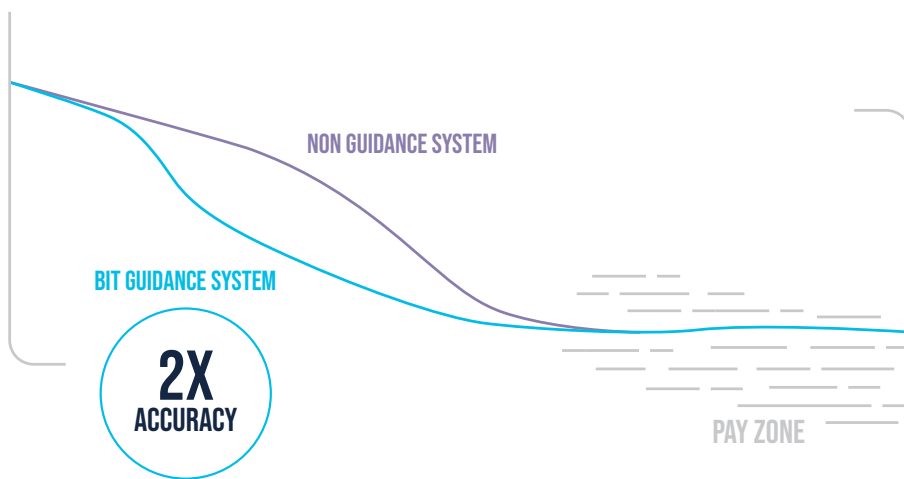 NON GUIDANCE SYSTEM
BIT GUIDANCE SYSTEM
2X
ACCURACY
PAY ZONE